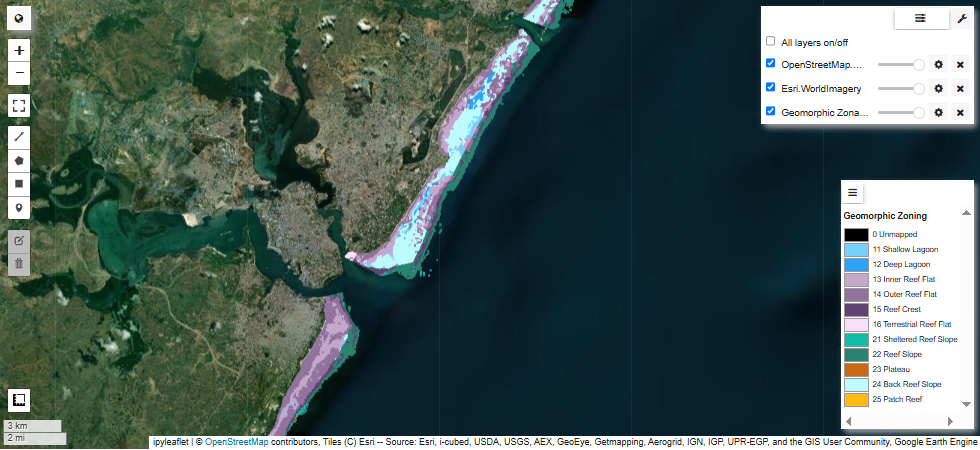 +
−
All layers on/off
OpenStreetMap....
Esri.WorldImagery
Geomorphic Zona...
Geomorphic Zoning
0 Unmapped
11 Shallow Lagoon
12 Deep Lagoon
13 Inner Reef Flat
14 Outer Reef Flat
15 Reef Crest
16 Terrestrial Reef Flat
21 Sheltered Reef Slope
22 Reef Slope
23 Plateau
24 Back Reef Slope
25 Patch Reef
3 km
2 mi
ipyleaflet | © OpenStreetMap contributors, Tiles (C) Esri -- Source: Esri, i-cubed, USDA, USGS, AEX, GeoEye, Getmapping, Aerogrid, IGN, IGP, UPR-EGP, and the GIS User Community, Google Earth Engine